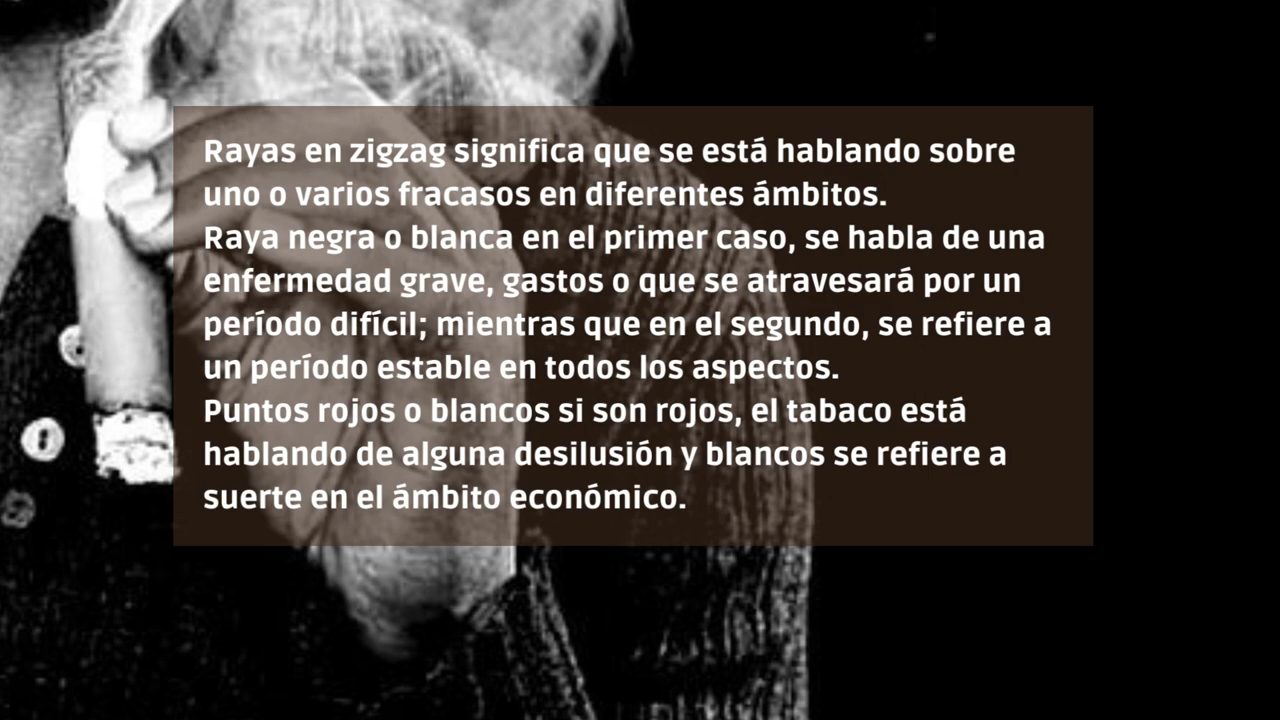 Rayas en zigzag significa que se está hablando sobre
uno o varios fracasos en diferentes ámbitos.
Raya negra o blanca en el primer caso, se habla de una
enfermedad grave, gastos o que se atravesará por un
período difícil; mientras que en el segundo, se refiere a
un período estable en todos los aspectos.
Puntos rojos o blancos si son rojos, el tabaco está
hablando de alguna desilusión y blancos se refiere a
suerte en el ámbito económico.